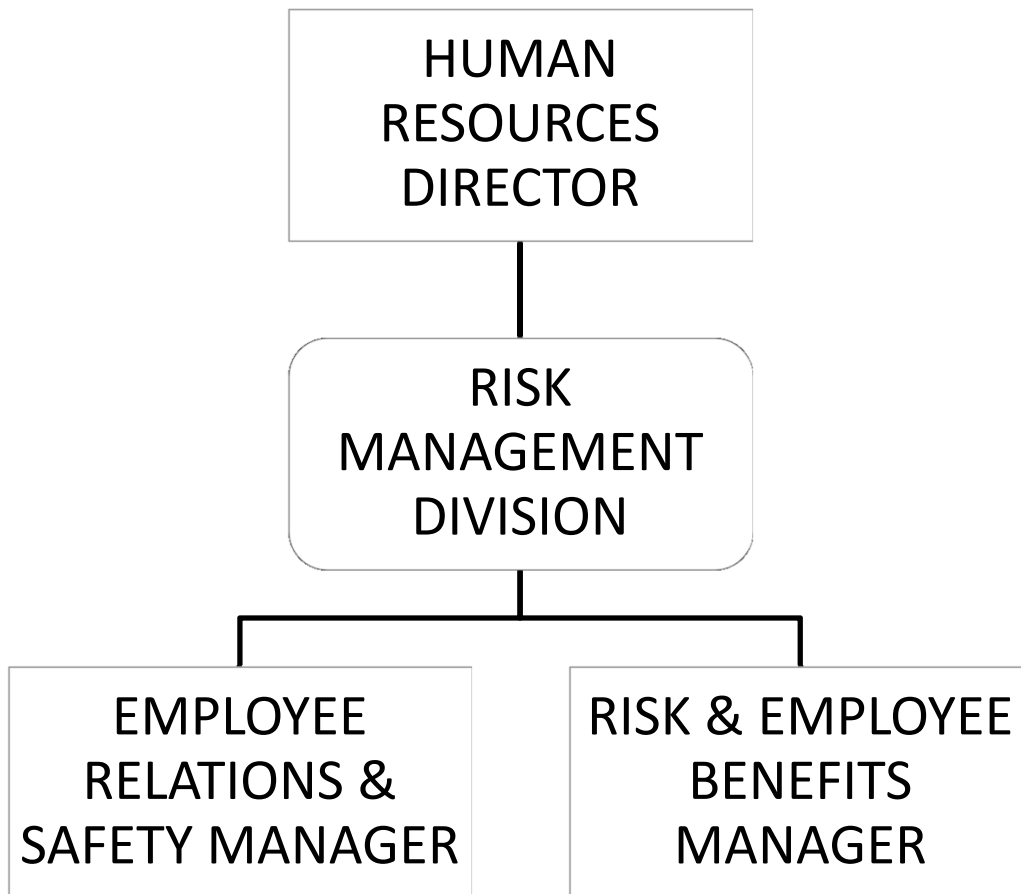 HUMAN
RESOURCES
DIRECTOR
RISK
MANAGEMENT
DIVISION
EMPLOYEE
RELATIONS &
SAFETY MANAGER
RISK & EMPLOYEE
BENEFITS
MANAGER